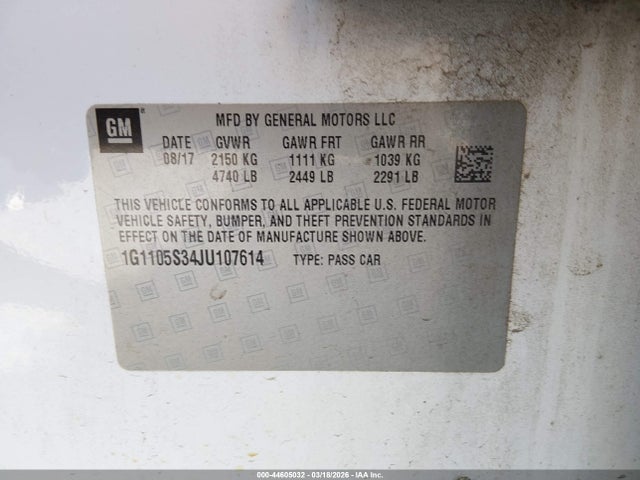 GM
MFD BY GENERAL MOTORS LLC
DATE GVWR GAWR FRT GAWR RR
08/17 2150 KG 1111 KG 1039 KG
4740 LB 2449 LB 2291 LB
THIS VEHICLE CONFORMS TO ALL APPLICABLE U.S. FEDERAL MOTOR
VEHICLE SAFETY, BUMPER, AND THEFT PREVENTION STANDARDS IN
EFFECT ON THE DATE OF MANUFACTURE SHOWN ABOVE.
1G1105S34JU107614 TYPE: PASS CAR
000-44605032 | 03/18/2026 | IAA Inc.